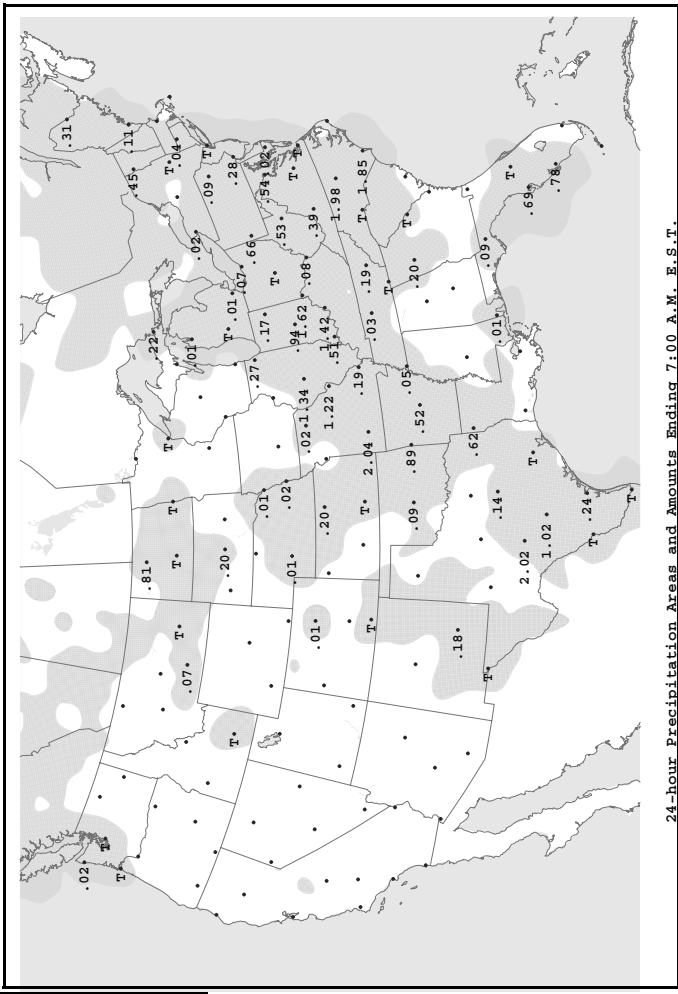 .31
.02
T
T
.11
.45
.81
.22
T
T
T
.04
T
T
.07
.01
.02
T
.09
.20
T
.01
.28
T
.07
.66
.27
.01
.17
.54
.02
T
.53
.02
.01
T
.94
T
1.62
1.34
.02
.08
.39
.01
.20
1.42
1.22
.51
1.98
.19
T
1.85
T
.19
2.04
T
.03
T
.05
T
.89
.20
.09
.52
.18
.62
.09
T
.01
.14
T
2.02
.69
T
1.02
.78
.24
T
T
24-hour Precipitation Areas and Amounts Ending 7:00 A.M. E.S.T.